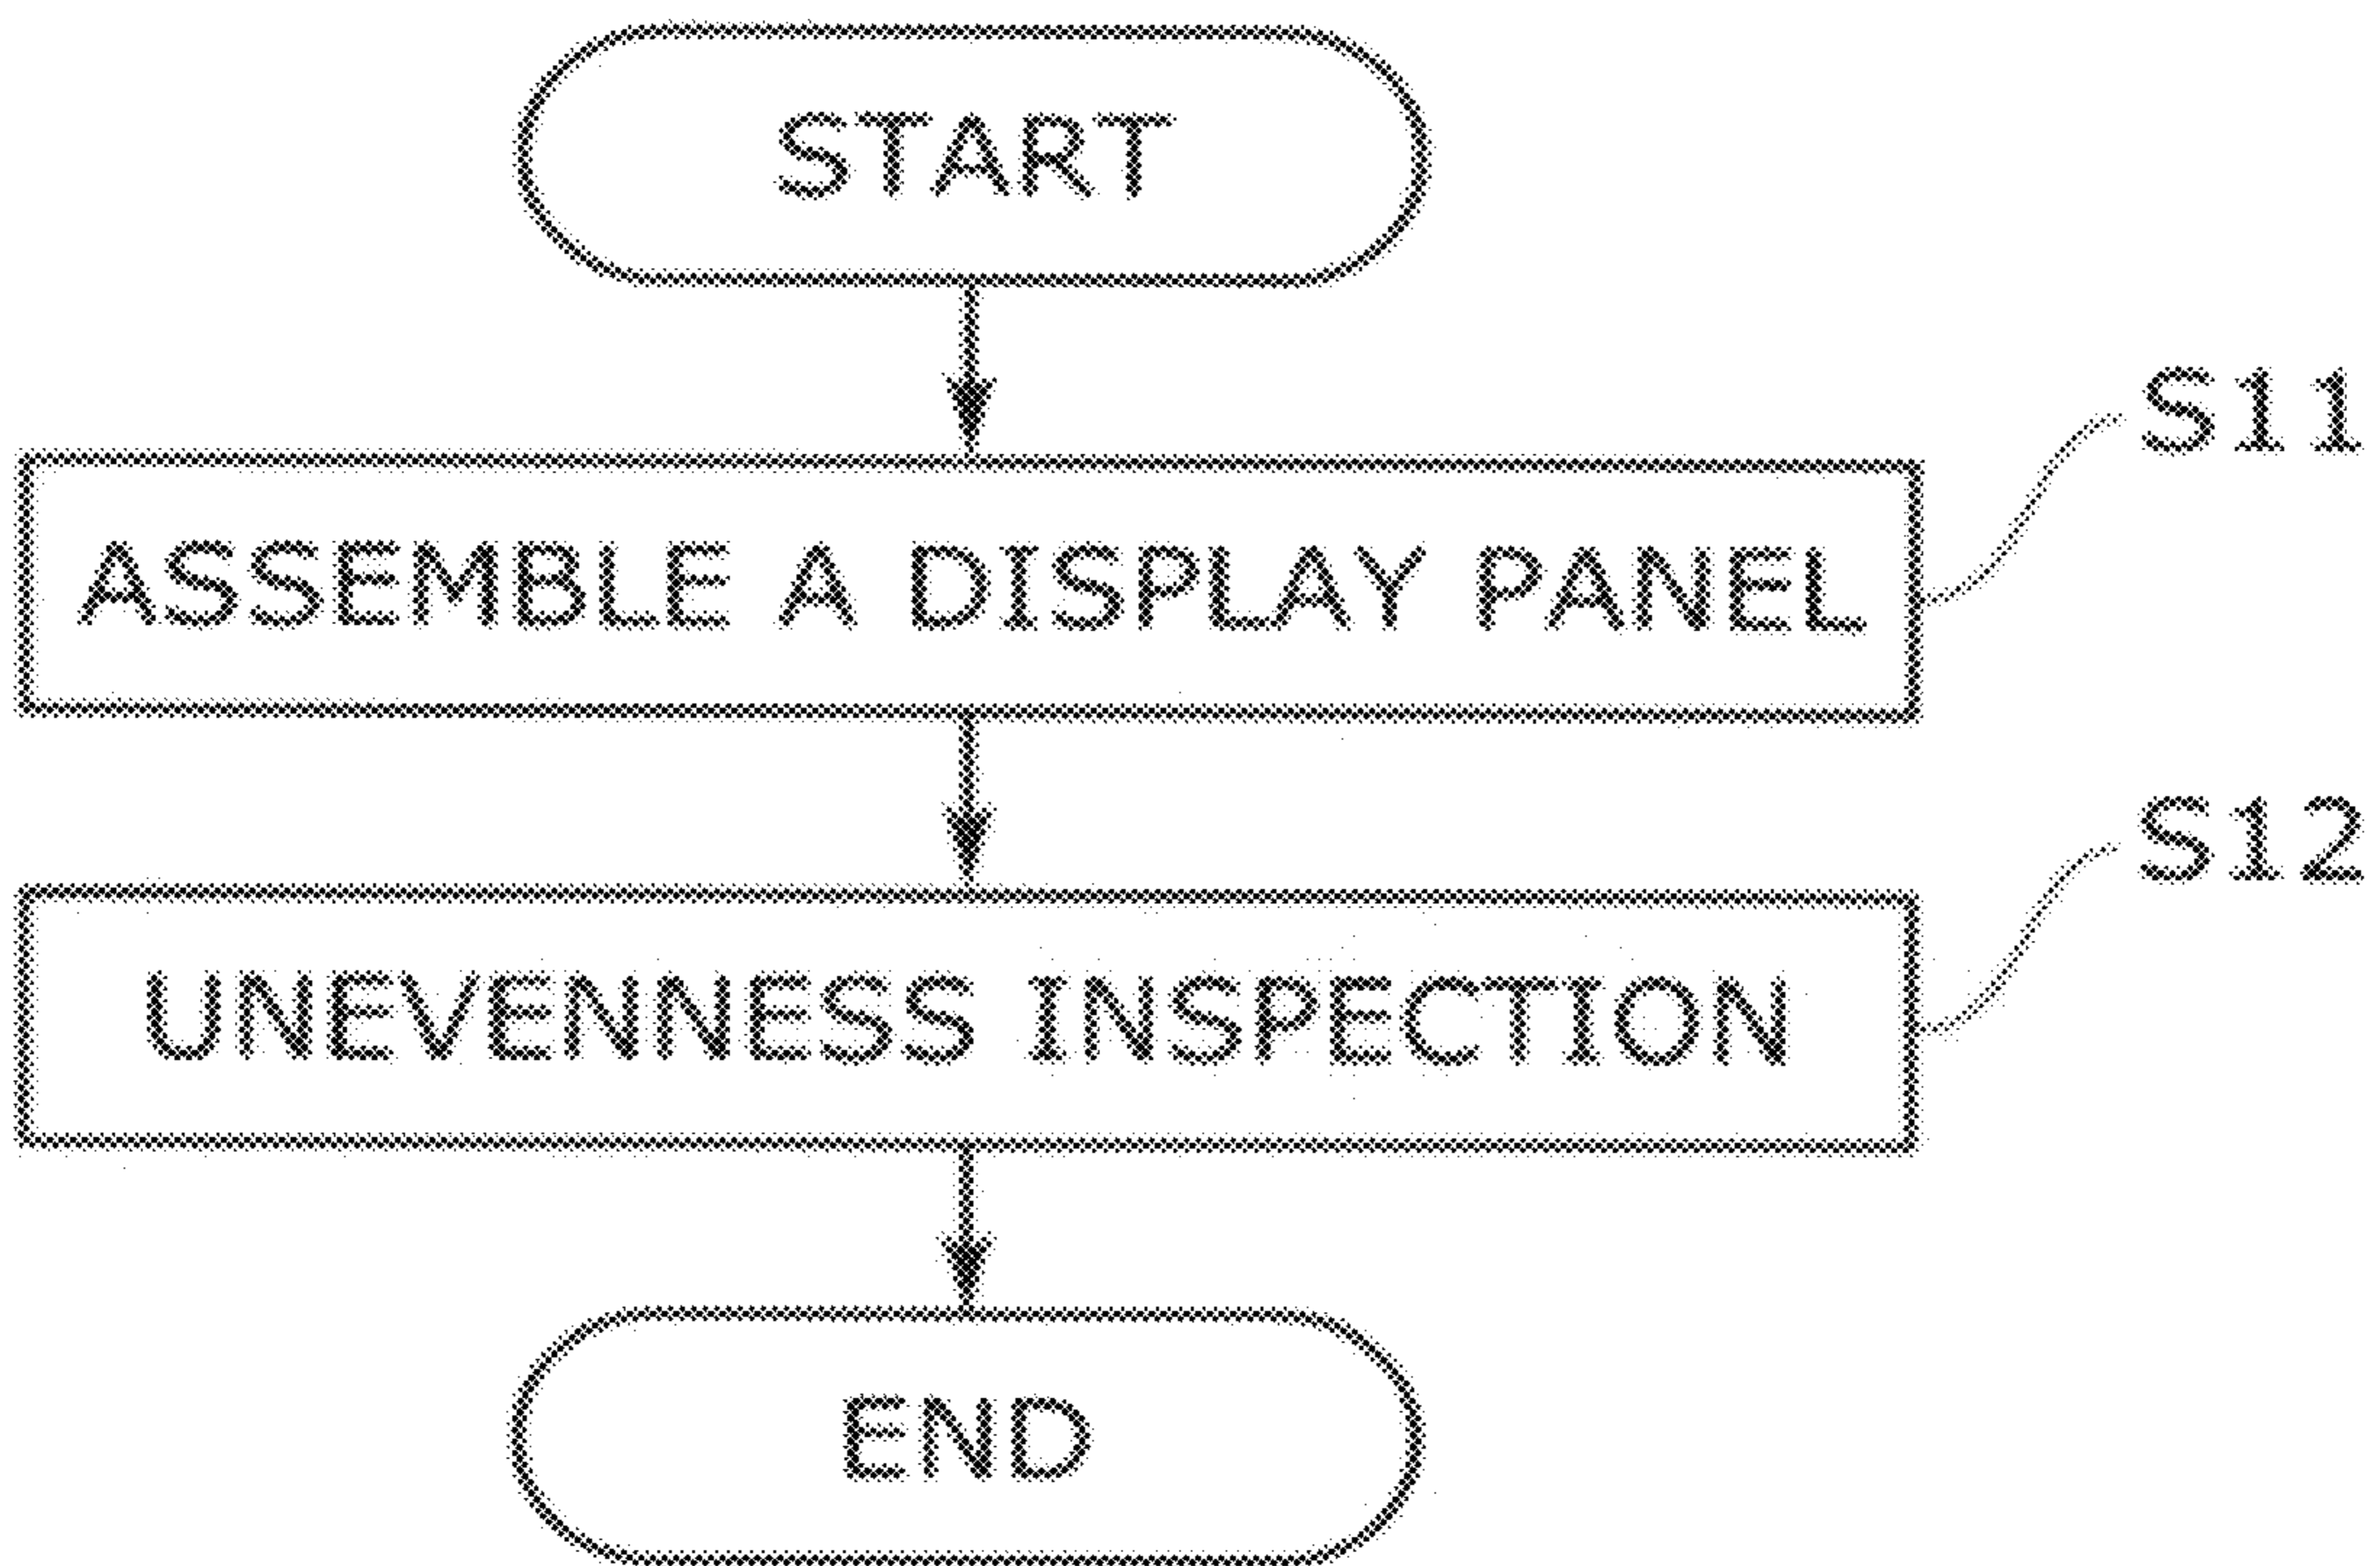 START
S11
ASSEMBLE A DISPLAY PANEL
S12
UNEVENNESS INSPECTION
END